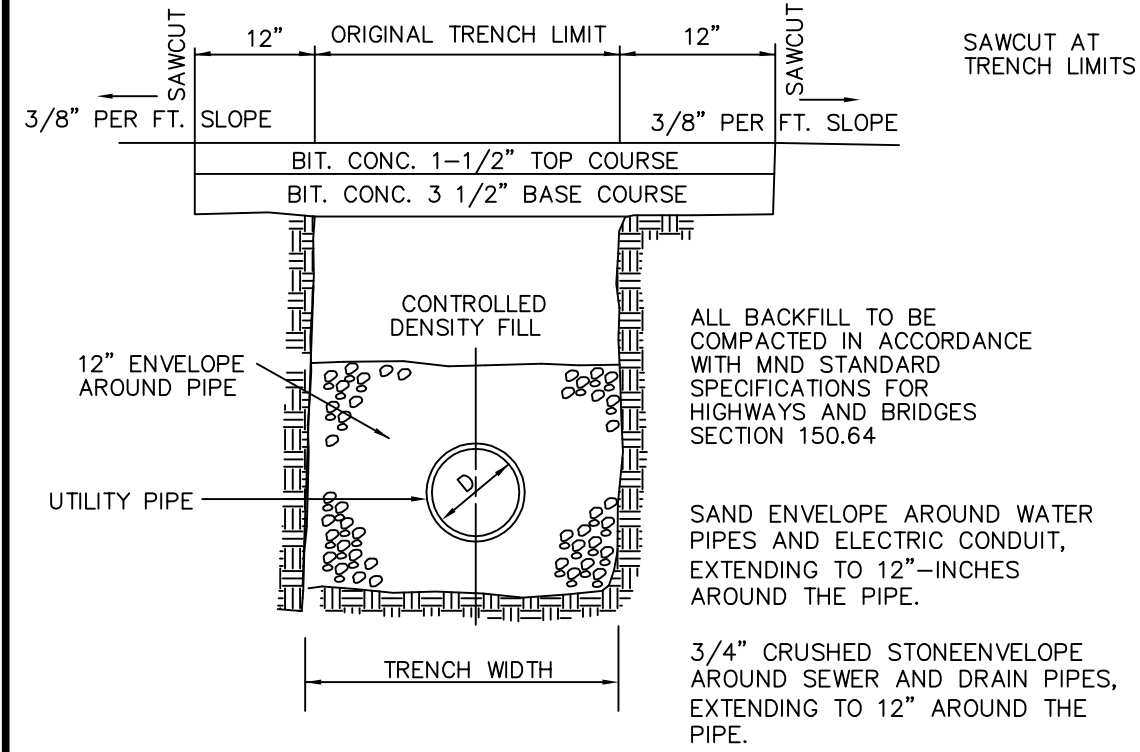 SAWCUT
12"
ORIGINAL TRENCH LIMIT
12"
SAWCUT
SAWCUT AT
TRENCH LIMITS
3/8" PER FT. SLOPE
3/8" PER FT. SLOPE
BIT. CONC. 1-1/2" TOP COURSE
BIT. CONC. 3 1/2" BASE COURSE
CONTROLLED
DENSITY FILL
12" ENVELOPE
AROUND PIPE
UTILITY PIPE
D
TRENCH WIDTH
ALL BACKFILL TO BE
COMPACTED IN ACCORDANCE
WITH MND STANDARD
SPECIFICATIONS FOR
HIGHWAYS AND BRIDGES
SECTION 150.64
SAND ENVELOPE AROUND WATER
PIPES AND ELECTRIC CONDUIT,
EXTENDING TO 12"-INCHES
AROUND THE PIPE.
3/4" CRUSHED STONEENVELOPE
AROUND SEWER AND DRAIN PIPES,
EXTENDING TO 12" AROUND THE
PIPE.